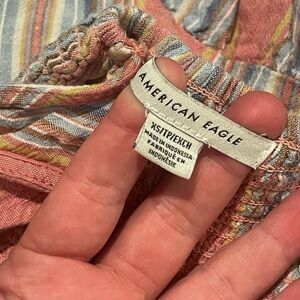 AMERICAN EAGLE
XS/TP/EXCH
MADE IN INDONESIA
FABRIQUÉ EN
INDONÉSIE